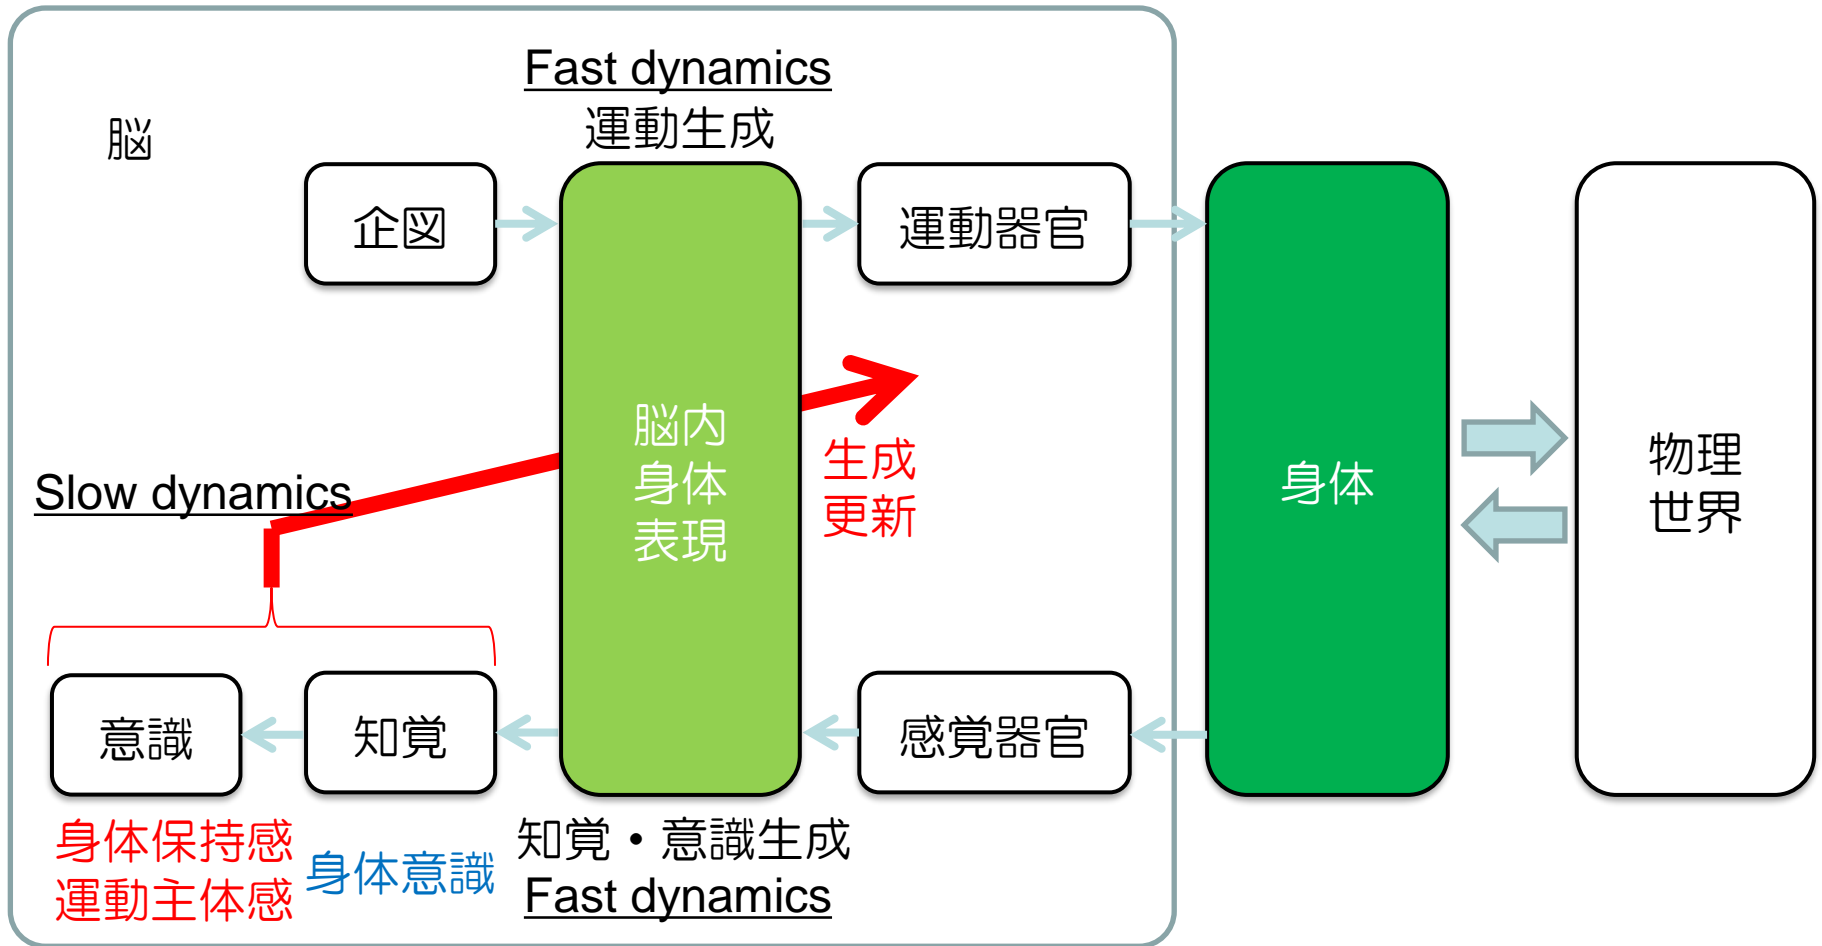 Fast dynamics
運動生成
脳
企図
運動器官
脳内
身体
表現
生成
更新
Slow dynamics
身体
物理
世界
意識
知覚
感覚器官
身体保持感
運動主体感
身体意識
知覚・意識生成
Fast dynamics